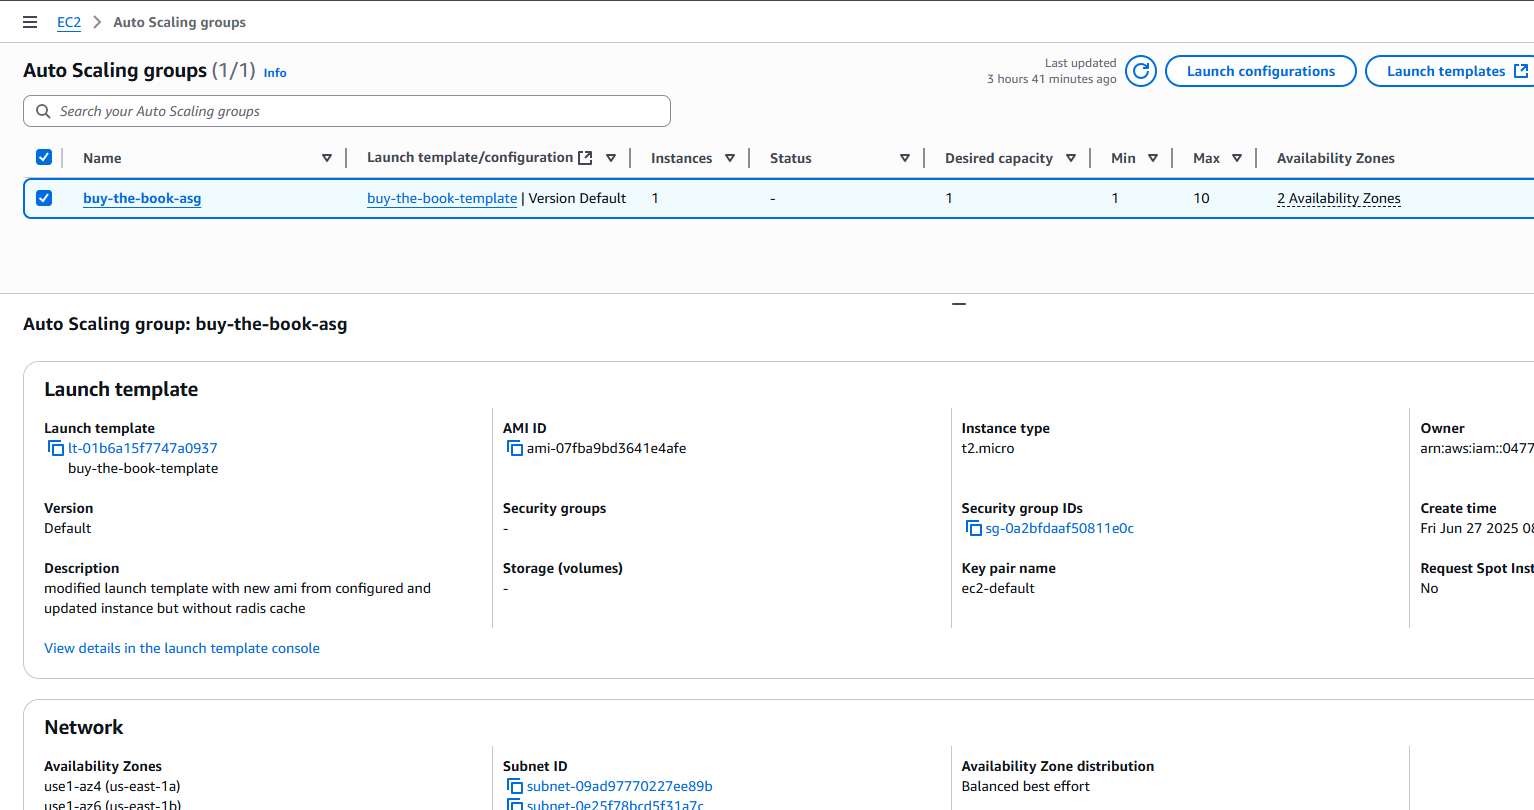 EC2 > Auto Scaling groups
Auto Scaling groups (1/1) Info
Last updated
3 hours 41 minutes ago
Launch configurations
Launch templates
Search your Auto Scaling groups
Name
Launch template/configuration
Instances
Status
Desired capacity
Min
Max
Availability Zones
buy-the-book-asg
buy-the-book-template | Version Default
1
-
1
1
10
2 Availability Zones
Auto Scaling group: buy-the-book-asg
Launch template
Launch template
lt-01b6a15f7747a0937
buy-the-book-template
AMI ID
ami-07fba9bd3641e4afe
Instance type
t2.micro
Owner
arn:aws:iam::0477
Version
Default
Security groups
-
Security group IDs
sg-0a2bfdaaf50811e0c
Create time
Fri Jun 27 2025 08
Description
modified launch template with new ami from configured and
updated instance but without radis cache
Storage (volumes)
-
Key pair name
ec2-default
Request Spot Inst
No
View details in the launch template console
Network
Availability Zones
use1-az4 (us-east-1a)
use1-az6 (us-east-1b)
Subnet ID
subnet-09ad97770227ee89b
subnet-0e25f78bcd5f31a7c
Availability Zone distribution
Balanced best effort